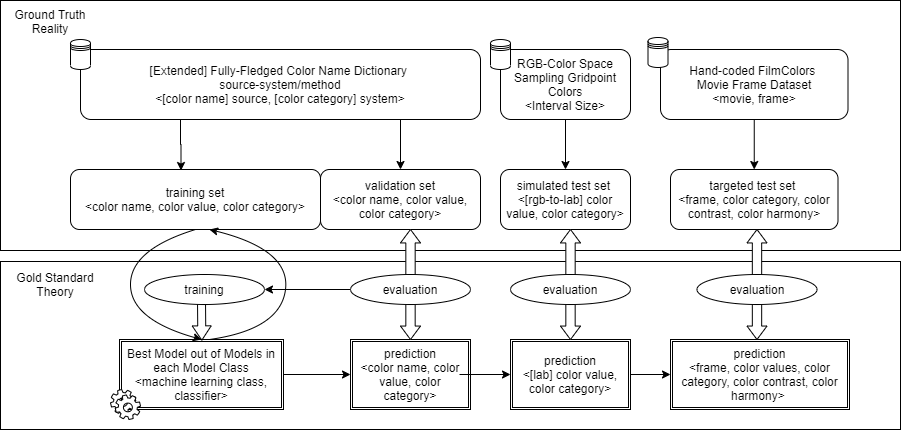 Ground Truth
Reality
[Extended] Fully-Fledged Color Name Dictionary
source-system/method
<[color name] source, [color category] system>
RGB-Color Space
Sampling Gridpoint
Colors
<Interval Size>
Hand-coded FilmColors
Movie Frame Dataset
<movie, frame>
training set
<color name, color value, color category>
validation set
<color name, color value,
color category>
simulated test set
<[rgb-to-lab] color
value, color category>
targeted test set
<frame, color category, color
contrast, color harmony>
Gold Standard
Theory
training
evaluation
evaluation
evaluation
Best Model out of Models in
each Model Class
<machine learning class,
classifier>
prediction
<color name, color
value, color
category>
prediction
<[lab] color value,
color category>
prediction
<frame, color values, color
category, color contrast, color
harmony>